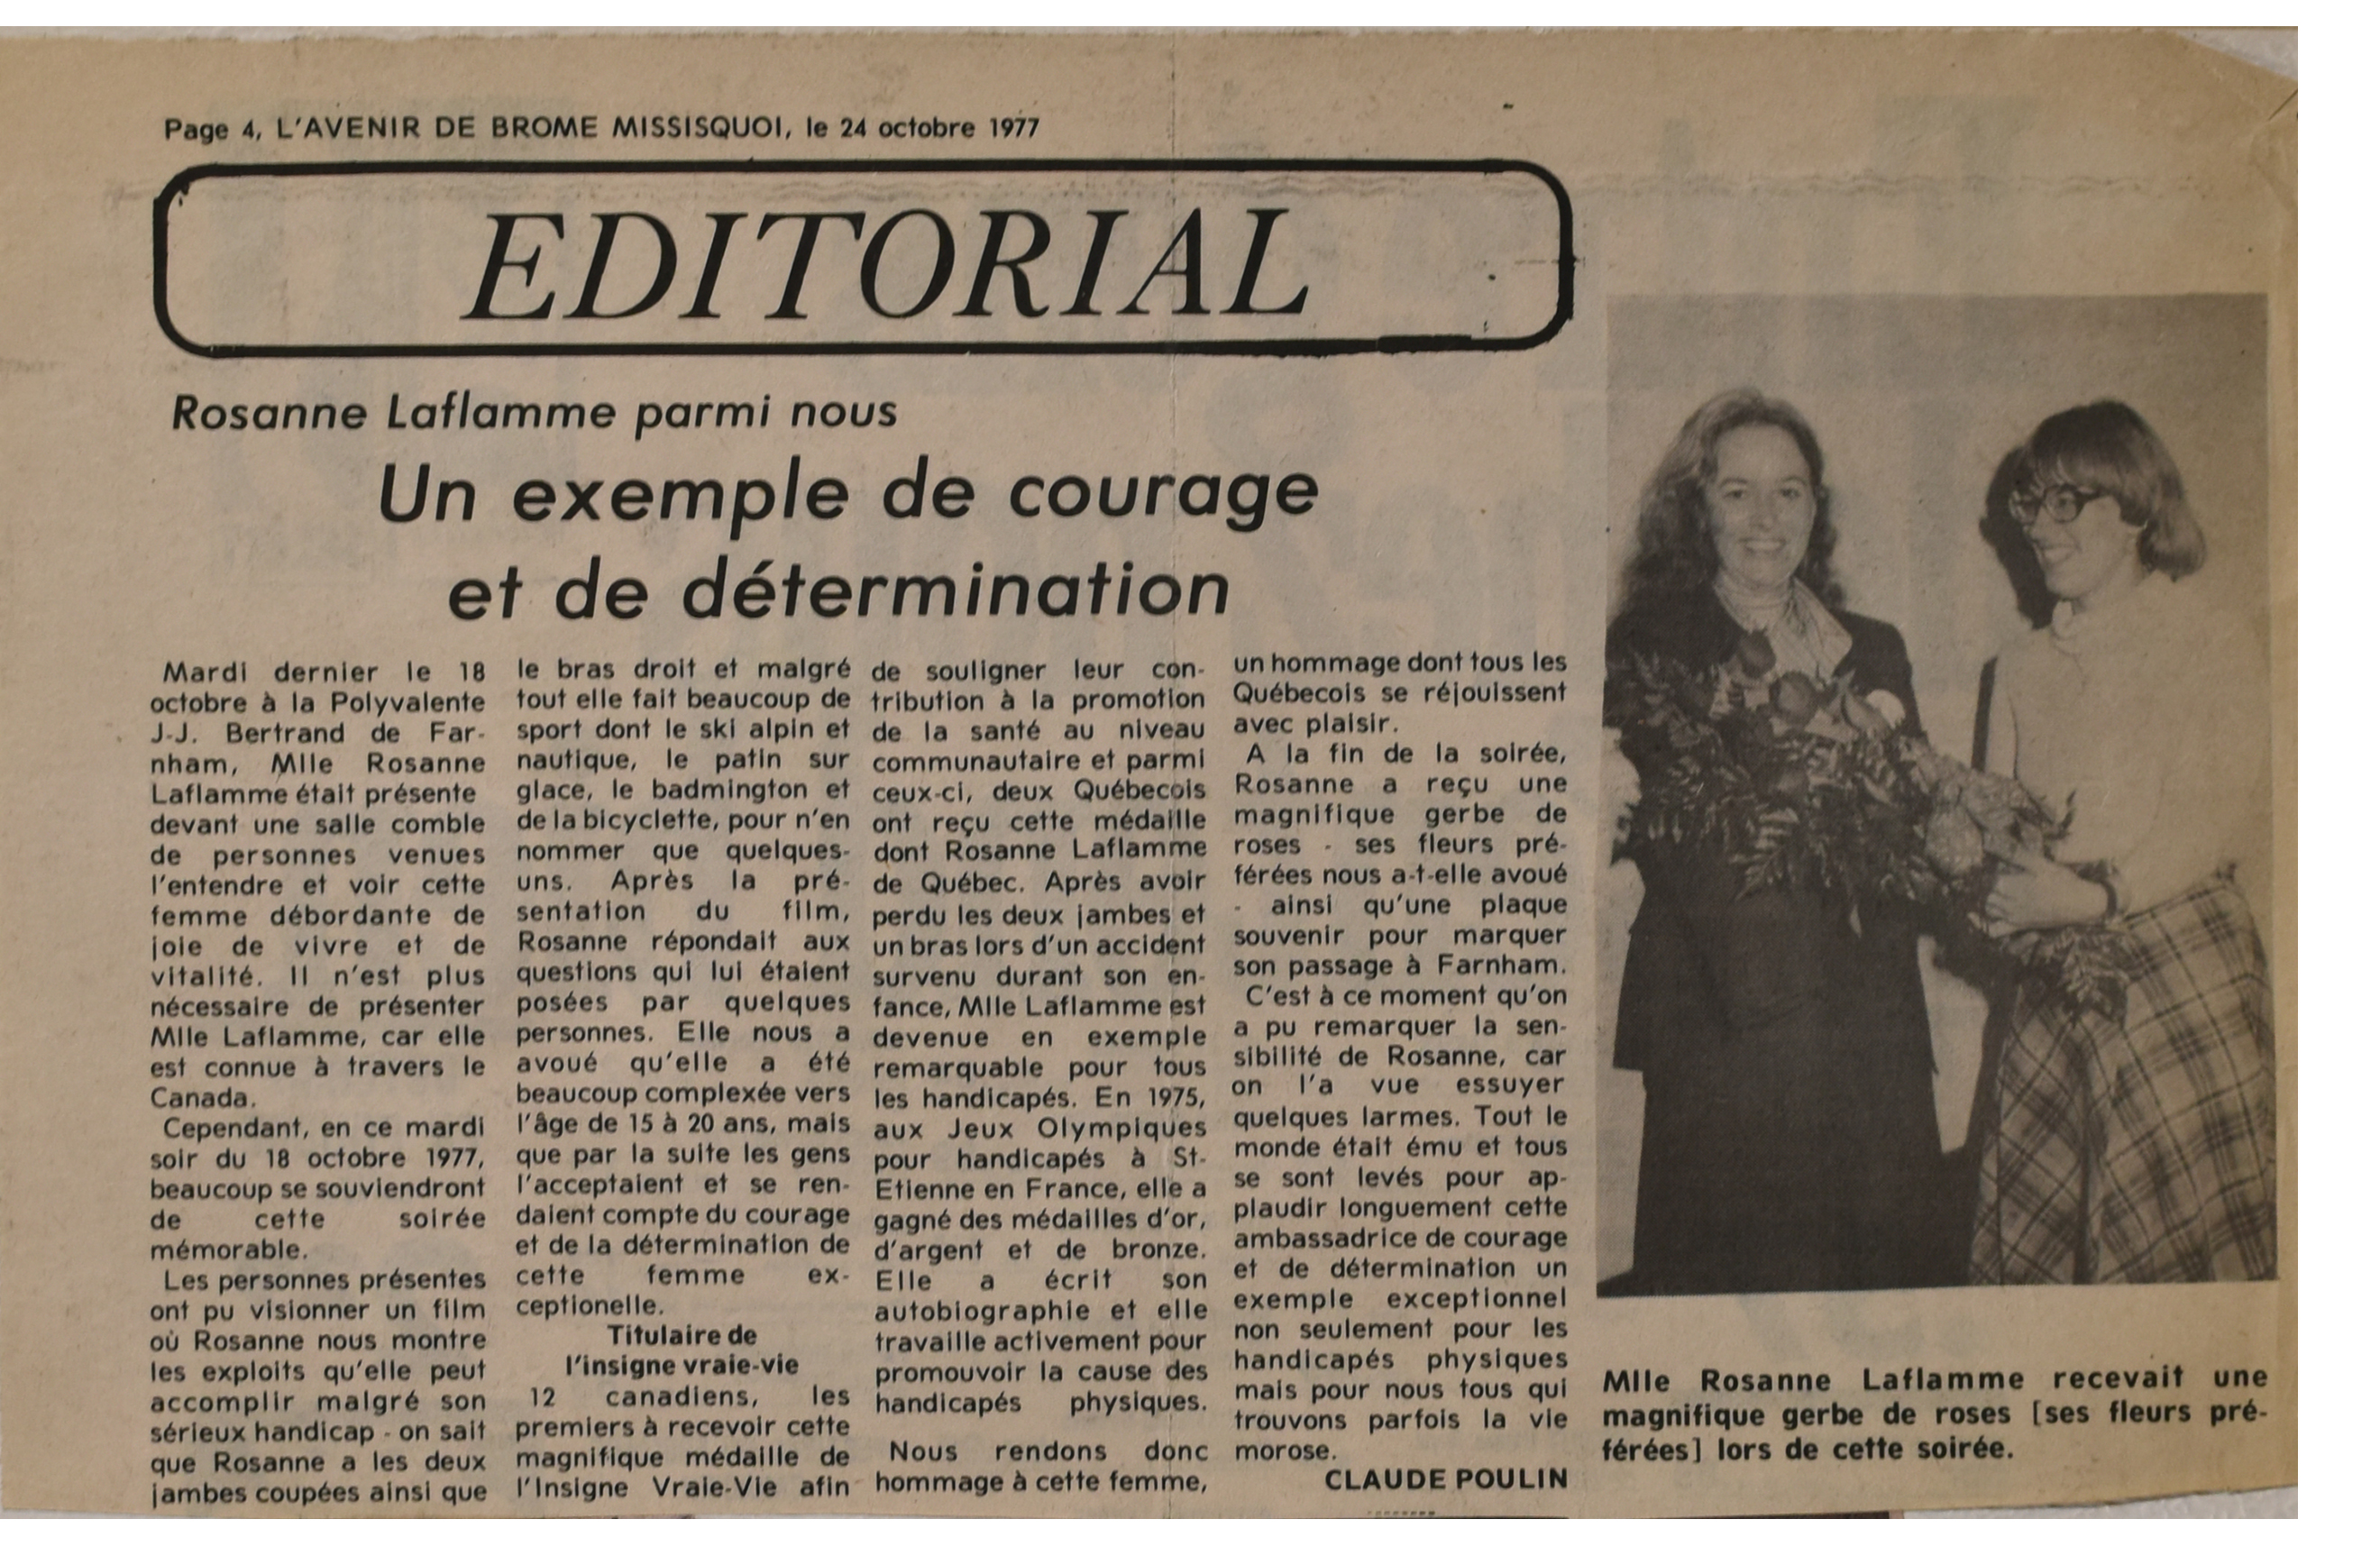 Page 4, L'AVENIR DE BROME MISSISQUOI, le 24 octobre 1977
EDITORIAL
Rosanne Laflamme parmi nous
Un exemple de courage
et de détermination
Mardi dernier le 18
octobre à la Polyvalente
J-J. Bertrand de Far-
nham, Mlle Rosanne
Laflamme était présente
devant une salle comble
de personnes venues
l'entendre et voir cette
femme débordante de
joie de vivre et de
vitalité. Il n'est plus
nécessaire de présenter
Mlle Laflamme, car elle
est connue à travers le
Canada.
Cependant, en ce mardi
soir du 18 octobre 1977,
beaucoup se souviendront
de cette soirée
mémorable.
Les personnes présentes
ont pu visionner un film
où Rosanne nous montre
les exploits qu'elle peut
accomplir malgré son
sérieux handicap - on sait
que Rosanne a les deux
jambes coupées ainsi que
le bras droit et malgré
tout elle fait beaucoup de
sport dont le ski alpin et
nautique, le patin sur
glace, le badmington et
de la bicyclette, pour n'en
nommer que quelques-
uns. Après la pré-
sentation du film,
Rosanne répondait aux
questions qui lui étaient
posées par quelques
personnes. Elle nous a
avoué qu'elle a été
beaucoup complexée vers
l'âge de 15 à 20 ans, mais
que par la suite les gens
l'acceptaient et se ren-
daient compte du courage
et de la détermination de
cette femme ex-
ceptionelle.
Titulaire de
l'insigne vraie-vie
12 canadiens, les
premiers à recevoir cette
magnifique médaille de
l'Insigne Vraie-Vie afin
de souligner leur con-
tribution à la promotion
de la santé au niveau
communautaire et parmi
ceux-ci, deux Québecois
ont reçu cette médaille
dont Rosanne Laflamme
de Québec. Après avoir
perdu les deux jambes et
un bras lors d'un accident
survenu durant son en-
fance, Mlle Laflamme est
devenue en exemple
remarquable pour tous
les handicapés. En 1975,
aux Jeux Olympiques
pour handicapés à St-
Etienne en France, elle a
gagné des médailles d'or,
d'argent et de bronze.
Elle a écrit son
autobiographie et elle
travaille activement pour
promouvoir la cause des
handicapés physiques.
Nous rendons donc
hommage à cette femme,
un hommage dont tous les
Québecois se réjouissent
avec plaisir.
A la fin de la soirée,
Rosanne a reçu une
magnifique gerbe de
roses - ses fleurs pré-
férées nous a-t-elle avoué
- ainsi qu'une plaque
souvenir pour marquer
son passage à Farnham.
C'est à ce moment qu'on
a pu remarquer la sen-
sibilité de Rosanne, car
on l'a vue essuyer
quelques larmes. Tout le
monde était ému et tous
se sont levés pour ap-
plaudir longuement cette
ambassadrice de courage
et de détermination un
exemple exceptionnel
non seulement pour les
handicapés physiques
mais pour nous tous qui
trouvons parfois la vie
morose.
CLAUDE POULIN
Mlle Rosanne Laflamme recevait une
magnifique gerbe de roses [ses fleurs pré-
férées] lors de cette soirée.